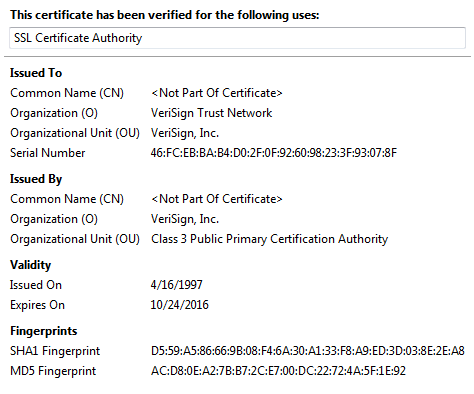 This certificate has been verified for the following uses:
SSL Certificate Authority
Issued To
Common Name (CN) <Not Part Of Certificate>
Organization (O) VeriSign Trust Network
Organizational Unit (OU) VeriSign, Inc.
Serial Number 46:FC:EB:BA:B4:D0:2F:0F:92:60:98:23:3F:93:07:8F
Issued By
Common Name (CN) <Not Part Of Certificate>
Organization (O) VeriSign, Inc.
Organizational Unit (OU) Class 3 Public Primary Certification Authority
Validity
Issued On 4/16/1997
Expires On 10/24/2016
Fingerprints
SHA1 Fingerprint D5:59:A5:86:66:9B:08:F4:6A:30:A1:33:F8:A9:ED:3D:03:8E:2E:A8
MD5 Fingerprint AC:D8:0E:A2:7B:B7:2C:E7:00:DC:22:72:4A:5F:1E:92